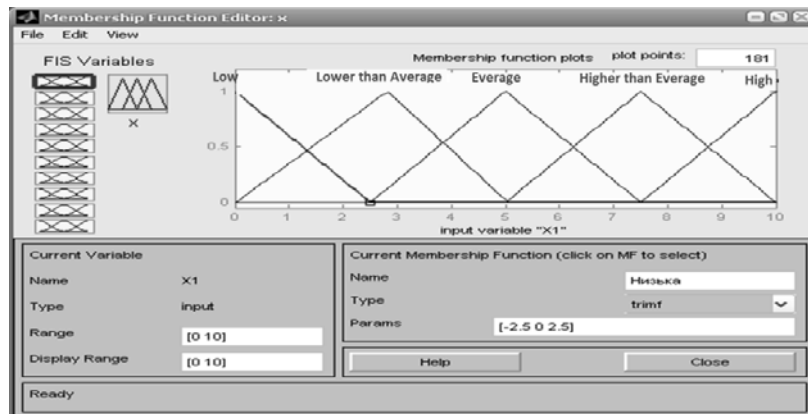 Membership Function Editor: x
File Edit View
FIS Variables
x
Membership function plots plot points: 181
Low Lower than Average Everage Higher than Everage High
1
0.5
0
0 1 2 3 4 5 6 7 8 9 10
input variable "X1"
Current Variable
Name X1
Type input
Range [0 10]
Display Range [0 10]
Current Membership Function (click on MF to select)
Name Низька
Type trimf
Params [-2.5 0 2.5]
Help Close
Ready